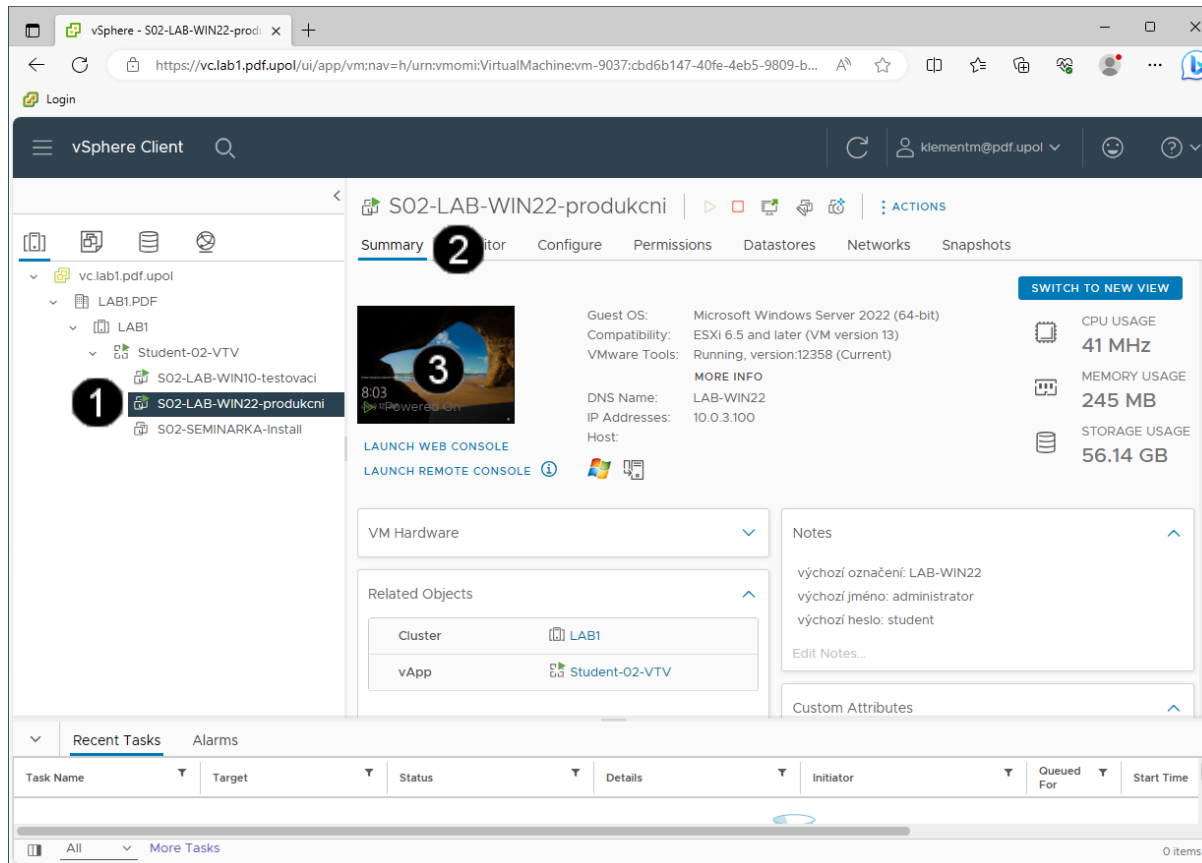 vSphere - S02-LAB-WIN22-produ
https://vc.lab1.pdf.upol/ui/app/vm;nav=h/urn:vmomi:VirtualMachine:vm-9037:cbd6b147-40fe-4eb5-9809-b...
Login
vSphere Client
klementm@pdf.upol
S02-LAB-WIN22-produkcni
ACTIONS
Summary 2 itor Configure Permissions Datastores Networks Snapshots
vc.lab1.pdf.upol
LAB1.PDF
LAB1
Student-02-VTV
S02-LAB-WIN10-testovaci
1 S02-LAB-WIN22-produkcni
S02-SEMINARKA-Install
SWITCH TO NEW VIEW
3
8:03
Powered On
LAUNCH WEB CONSOLE
LAUNCH REMOTE CONSOLE
Guest OS: Microsoft Windows Server 2022 (64-bit)
Compatibility: ESXi 6.5 and later (VM version 13)
VMware Tools: Running, version:12358 (Current)
MORE INFO
DNS Name: LAB-WIN22
IP Addresses: 10.0.3.100
Host:
CPU USAGE
41 MHz
MEMORY USAGE
245 MB
STORAGE USAGE
56.14 GB
VM Hardware
Related Objects
Cluster LAB1
vApp Student-02-VTV
Notes
výchozí označení: LAB-WIN22
výchozí jméno: administrator
výchozí heslo: student
Edit Notes...
Custom Attributes
Recent Tasks Alarms
Task Name Target Status Details Initiator Queued For Start Time
All More Tasks
0 items